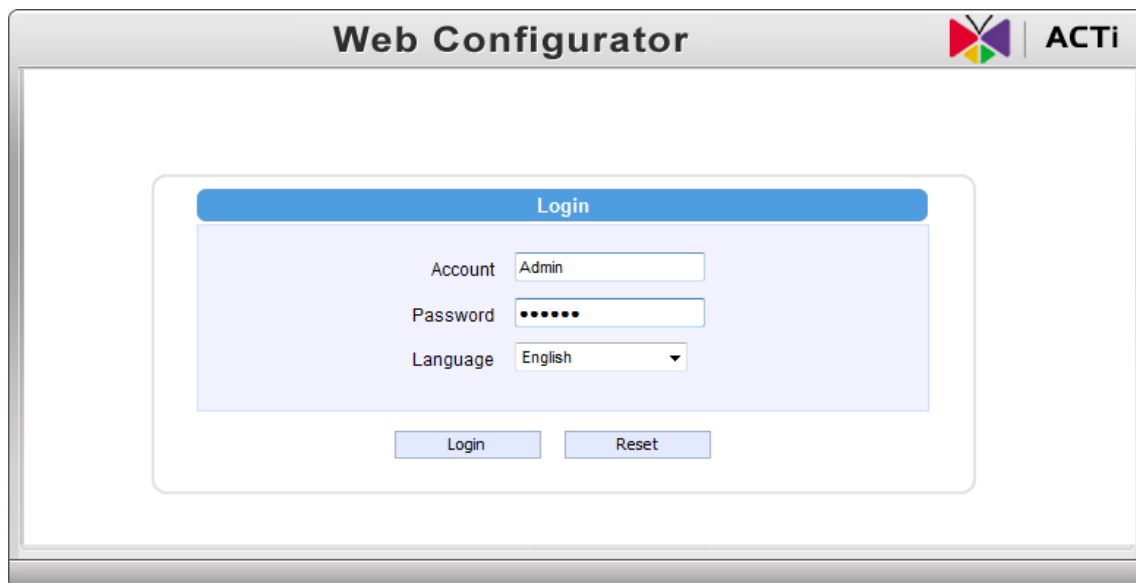 Web Configurator
ACTi
Login
Account Admin
Password ••••••
Language English
Login Reset